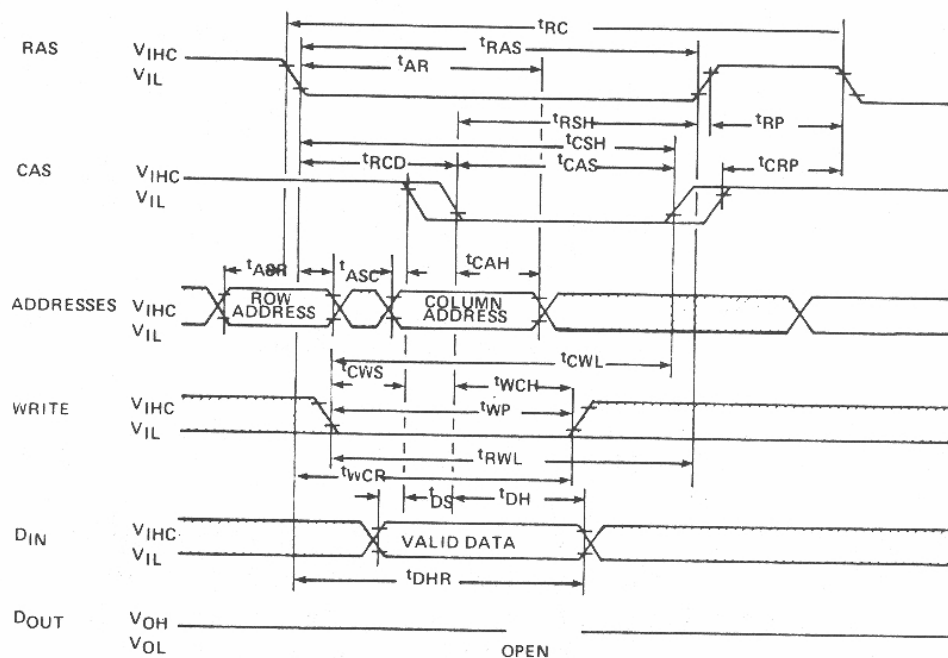 tRC
RAS VIHC VIL tRAS
tAR
tRSH tRP
tCSH
tRCD tCAS tCRP
CAS VIHC VIL
tASR tASC tCAH
ADDRESSES VIHC VIL ROW ADDRESS COLUMN ADDRESS
tCWL
tCWS tWCH
WRITE VIHC VIL tWP
tRWL
tWCR
tDS tDH
DIN VIHC VIL VALID DATA
tDHR
DOUT VOH VOL OPEN